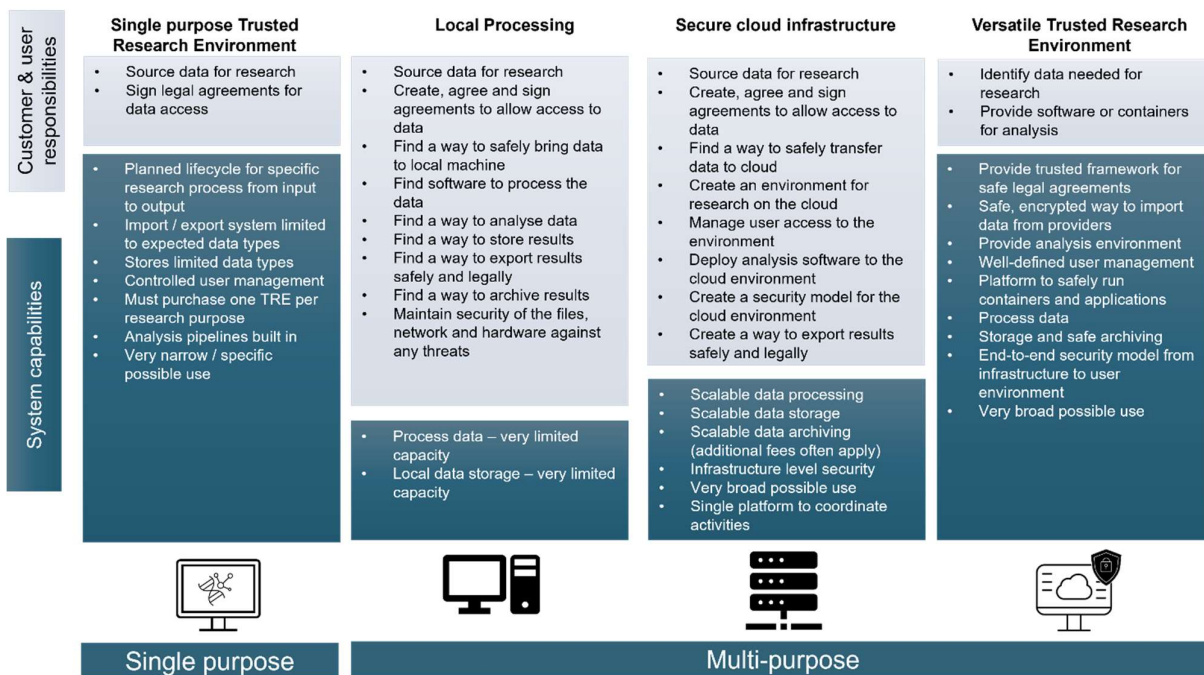 Customer & user
responsibilities
System capabilities
Single purpose Trusted
Research Environment
• Source data for research
• Sign legal agreements for
data access
• Planned lifecycle for specific
research process from input
to output
• Import / export system limited
to expected data types
• Stores limited data types
• Controlled user management
• Must purchase one TRE per
research purpose
• Analysis pipelines built in
• Very narrow / specific
possible use
Local Processing
• Source data for research
• Create, agree and sign
agreements to allow access to
data
• Find a way to safely bring data
to local machine
• Find software to process the
data
• Find a way to analyse data
• Find a way to store results
• Find a way to export results
safely and legally
• Find a way to archive results
• Maintain security of the files,
network and hardware against
any threats
• Process data – very limited
capacity
• Local data storage – very limited
capacity
Secure cloud infrastructure
• Source data for research
• Create, agree and sign
agreements to allow access to
data
• Find a way to safely transfer
data to cloud
• Create an environment for
research on the cloud
• Manage user access to the
environment
• Deploy analysis software to the
cloud environment
• Create a security model for the
cloud environment
• Create a way to export results
safely and legally
• Scalable data processing
• Scalable data storage
• Scalable data archiving
(additional fees often apply)
• Infrastructure level security
• Very broad possible use
• Single platform to coordinate
activities
Versatile Trusted Research
Environment
• Identify data needed for
research
• Provide software or containers
for analysis
• Provide trusted framework for
safe legal agreements
• Safe, encrypted way to import
data from providers
• Provide analysis environment
• Well-defined user management
• Platform to safely run
containers and applications
• Process data
• Storage and safe archiving
• End-to-end security model from
infrastructure to user
environment
• Very broad possible use
Single purpose
Multi-purpose